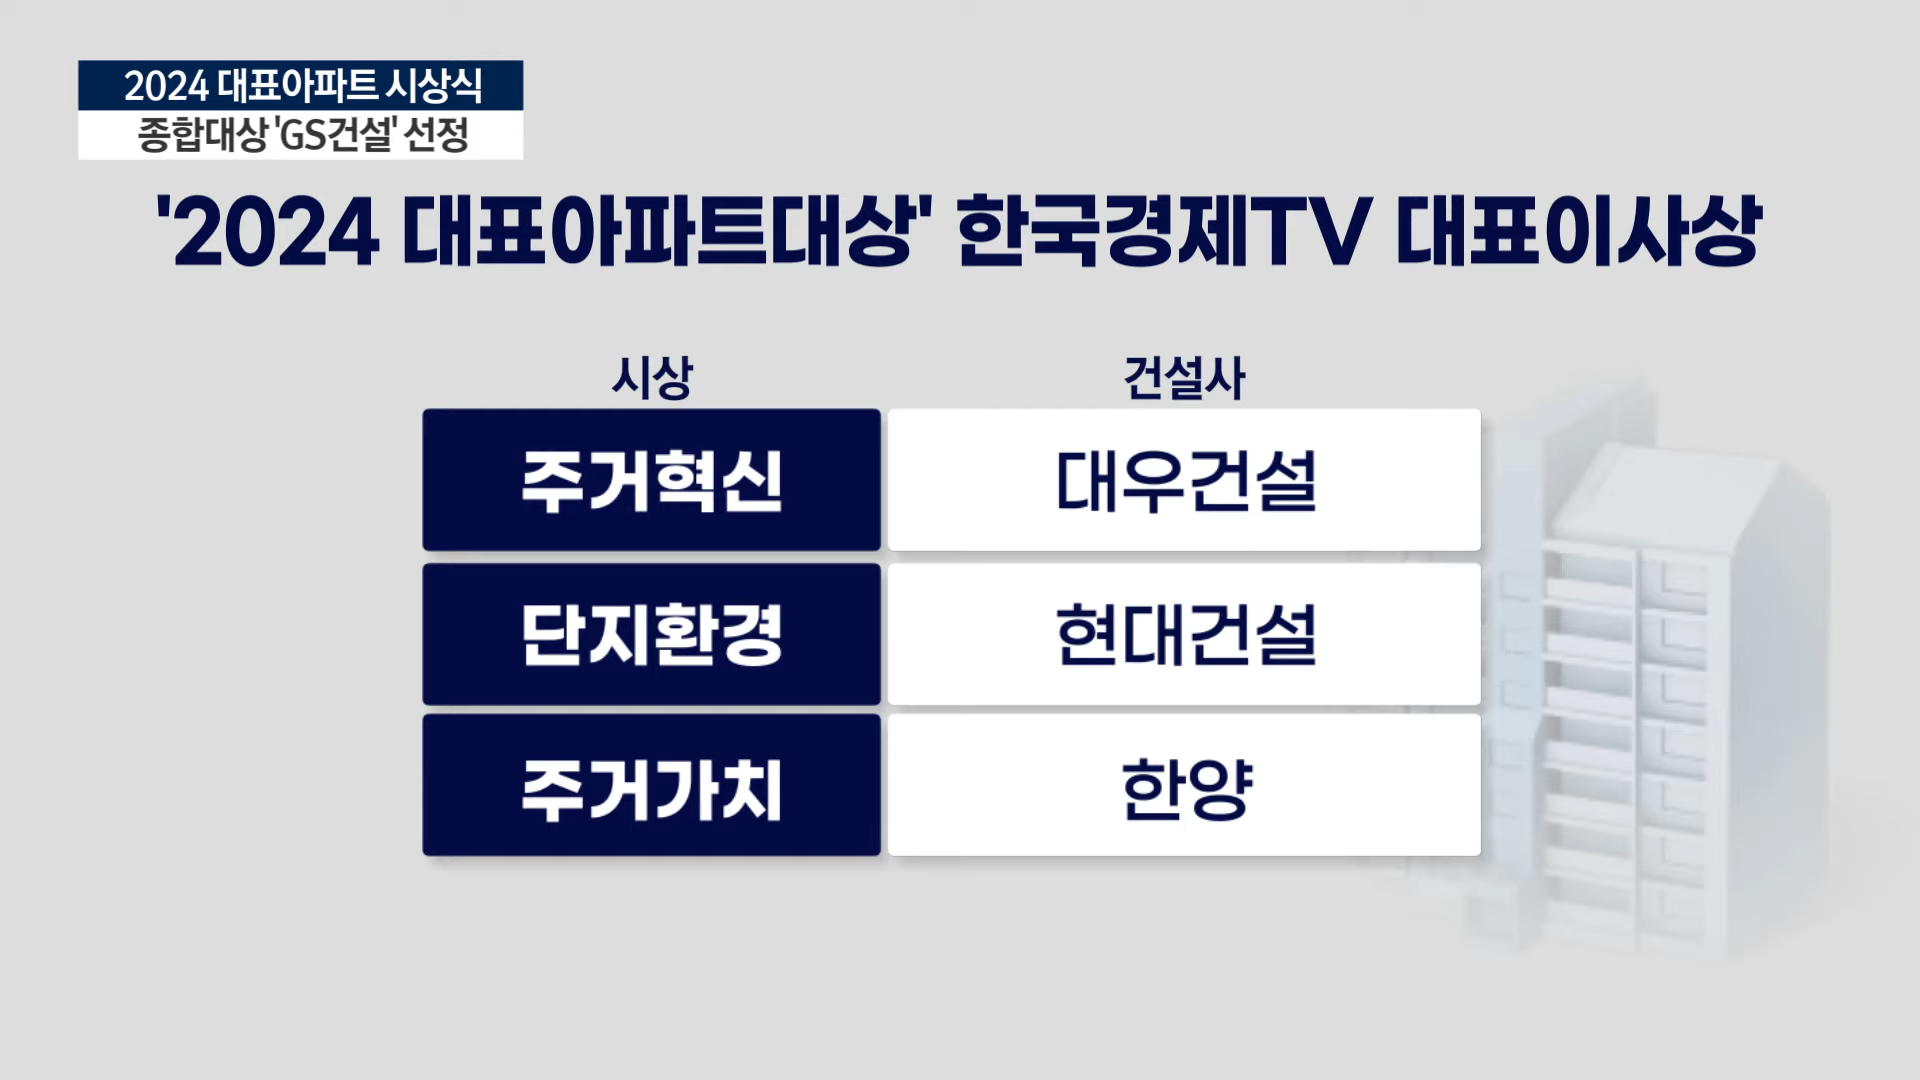 2024 대표아파트 시상식
종합대상 'GS건설' 선정
'2024 대표아파트대상' 한국경제TV 대표이사상
시상 건설사
주거혁신 대우건설
단지환경 현대건설
주거가치 한양